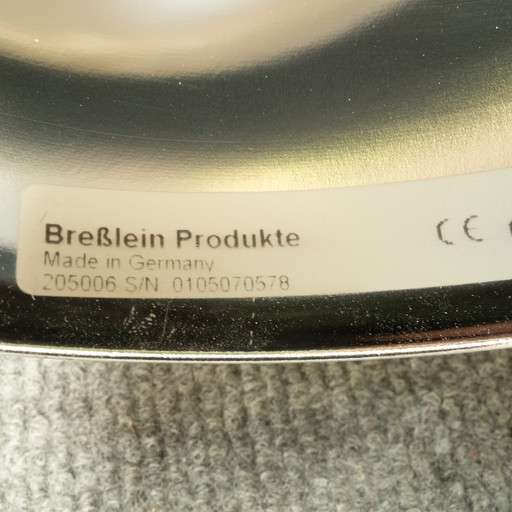 Breßlein Produkte
Made in Germany
205006 S/N 0105070578
CE